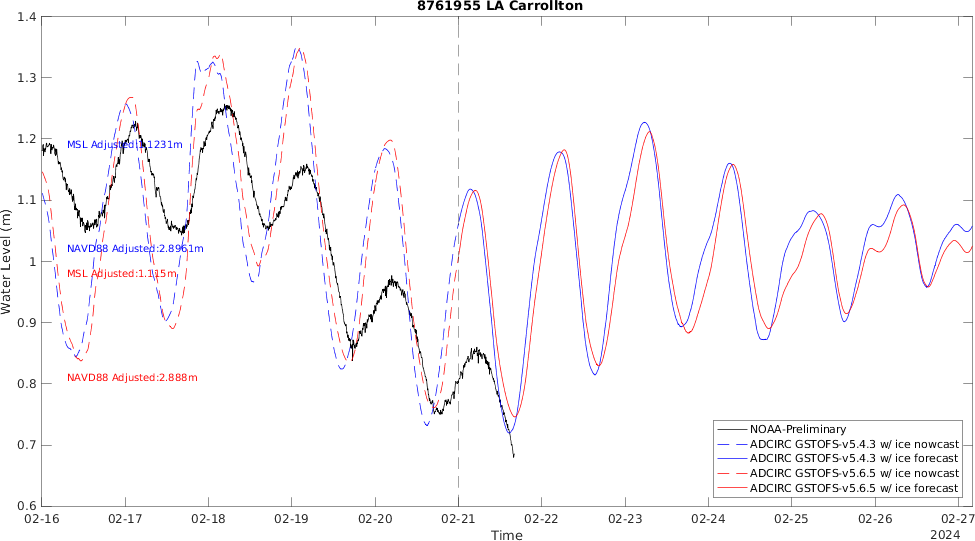 8761955 LA Carrollton
1.4
1.3
1.2
1.1
1
0.9
0.8
0.7
0.6
Water Level (m)
MSL Adjusted:1.1231m
NAVD88 Adjusted:2.8961m
MSL Adjusted:1.115m
NAVD88 Adjusted:2.888m
NOAA-Preliminary
ADCIRC GSTOFS-v5.4.3 w/ ice nowcast
ADCIRC GSTOFS-v5.4.3 w/ ice forecast
ADCIRC GSTOFS-v5.6.5 w/ ice nowcast
ADCIRC GSTOFS-v5.6.5 w/ ice forecast
02-16 02-17 02-18 02-19 02-20 02-21 02-22 02-23 02-24 02-25 02-26 02-27
Time
2024